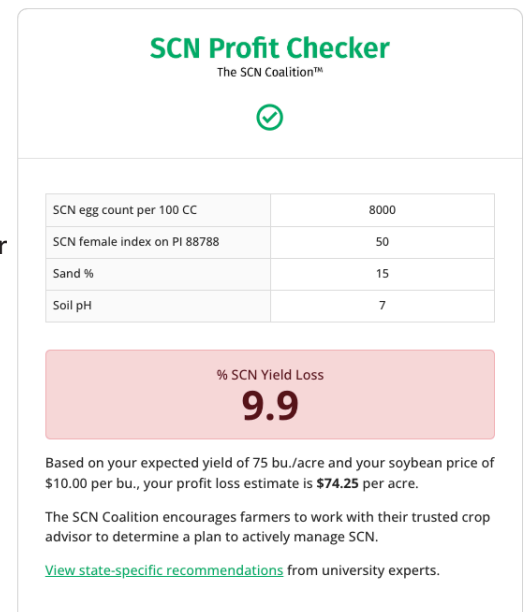 SCN Profit Checker
The SCN Coalition™
SCN egg count per 100 CC 8000
r
SCN female index on PI 88788 50
Sand % 15
Soil pH 7
% SCN Yield Loss
9.9
Based on your expected yield of 75 bu./acre and your soybean price of
$10.00 per bu., your profit loss estimate is $74.25 per acre.
The SCN Coalition encourages farmers to work with their trusted crop
advisor to determine a plan to actively manage SCN.
View state-specific recommendations from university experts.